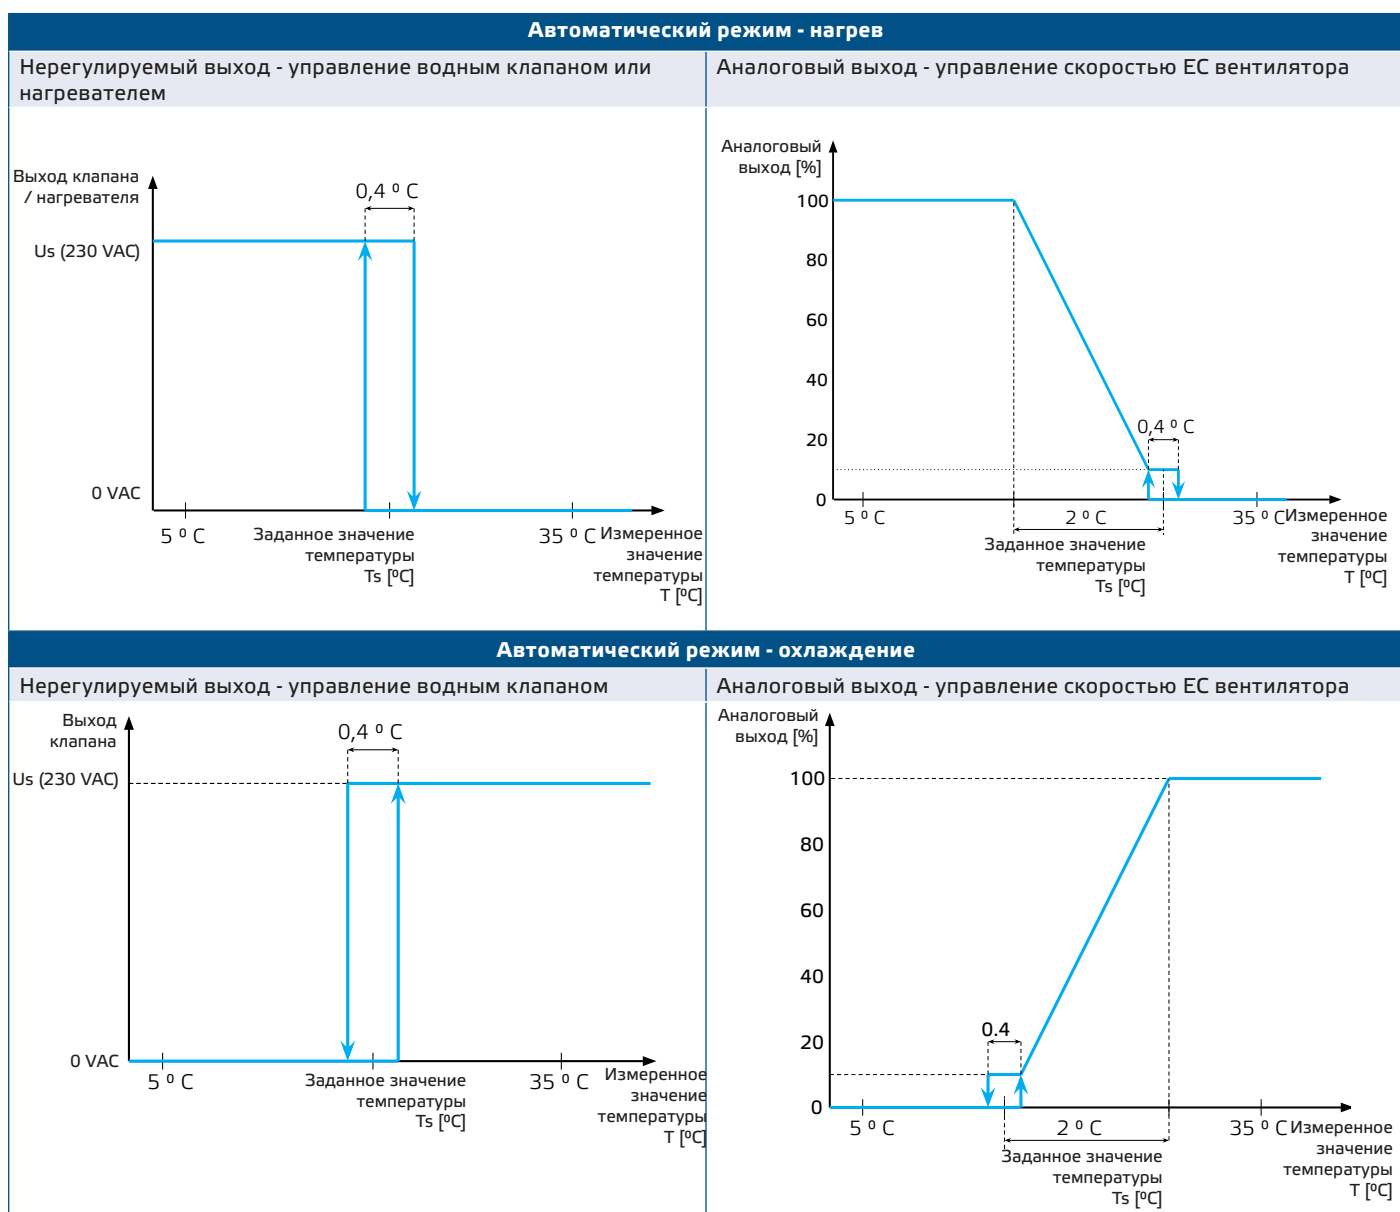 Автоматический режим - нагрев
Нерегулируемый выход - управление водным клапаном или
нагревателем
Аналоговый выход - управление скоростью ЕС вентилятора
Выход клапана
/ нагревателя
0,4 ⁰ C
Us (230 VAC)
0 VAC
5 ⁰ C
Заданное значение
температуры
Ts [⁰C]
35 ⁰ C
Измеренное
значение
температуры
T [⁰C]
Аналоговый
выход [%]
100
80
60
40
20
0
0,4 ⁰ C
5 ⁰ C
2 ⁰ C
35 ⁰ C
Заданное значение
температуры
Ts [⁰C]
Измеренное
значение
температуры
T [⁰C]
Автоматический режим - охлаждение
Нерегулируемый выход - управление водным клапаном
Аналоговый выход - управление скоростью ЕС вентилятора
Выход
клапана
0,4 ⁰ C
Us (230 VAC)
0 VAC
5 ⁰ C
Заданное значение
температуры
Ts [⁰C]
35 ⁰ C
Измеренное
значение
температуры
T [⁰C]
Аналоговый
выход [%]
100
80
60
40
20
0
0.4
5 ⁰ C
2 ⁰ C
35 ⁰ C
Заданное значение
температуры
Ts [⁰C]
Измеренное
значение
температуры
T [⁰C]